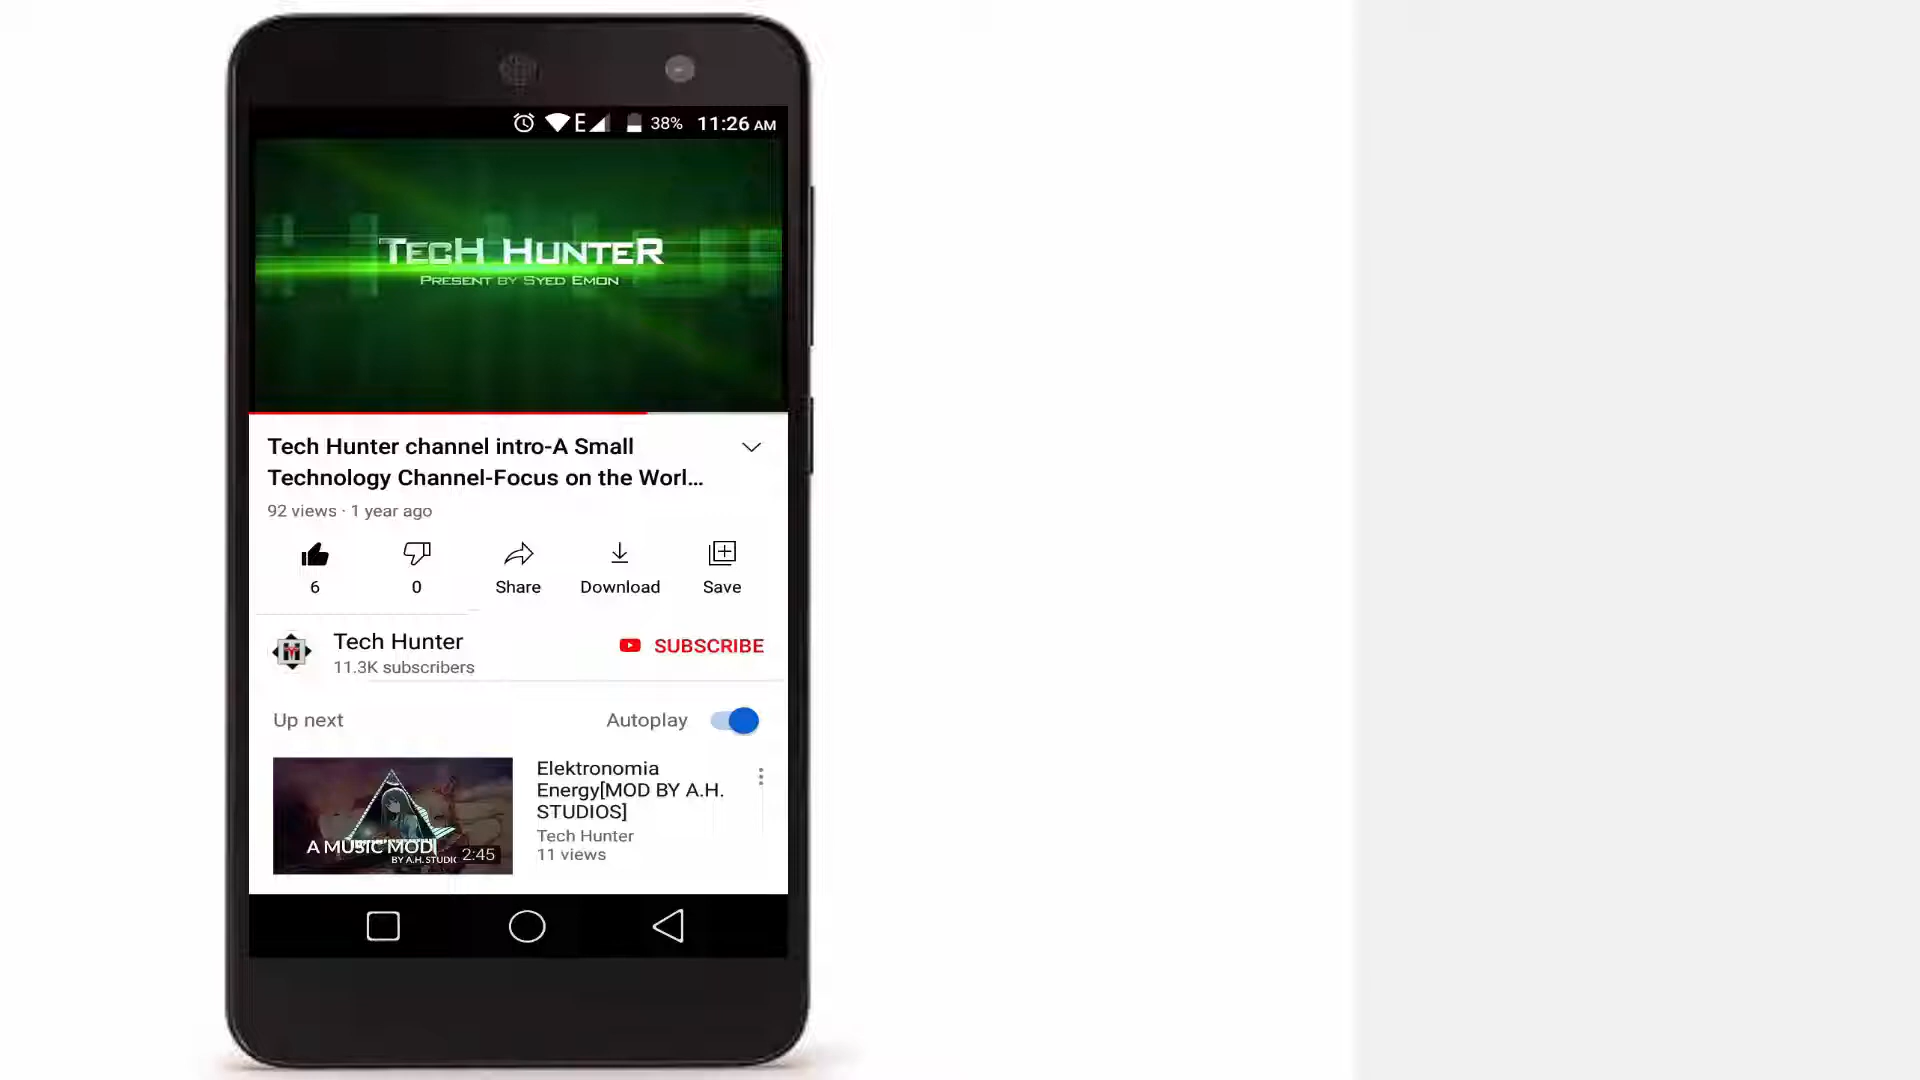 E 38% 11:26 AM
TECH HUNTER
PRESENT BY SYED EMON
Tech Hunter channel intro-A Small
Technology Channel-Focus on the Worl...
92 views · 1 year ago
6 0 Share Download Save
Tech Hunter SUBSCRIBE
11.3K subscribers
Up next Autoplay
Elektronomia
Energy[MOD BY A.H.
STUDIOS]
Tech Hunter
11 views
A MUSIC MOD
BY A.H. STUDIO
2:45